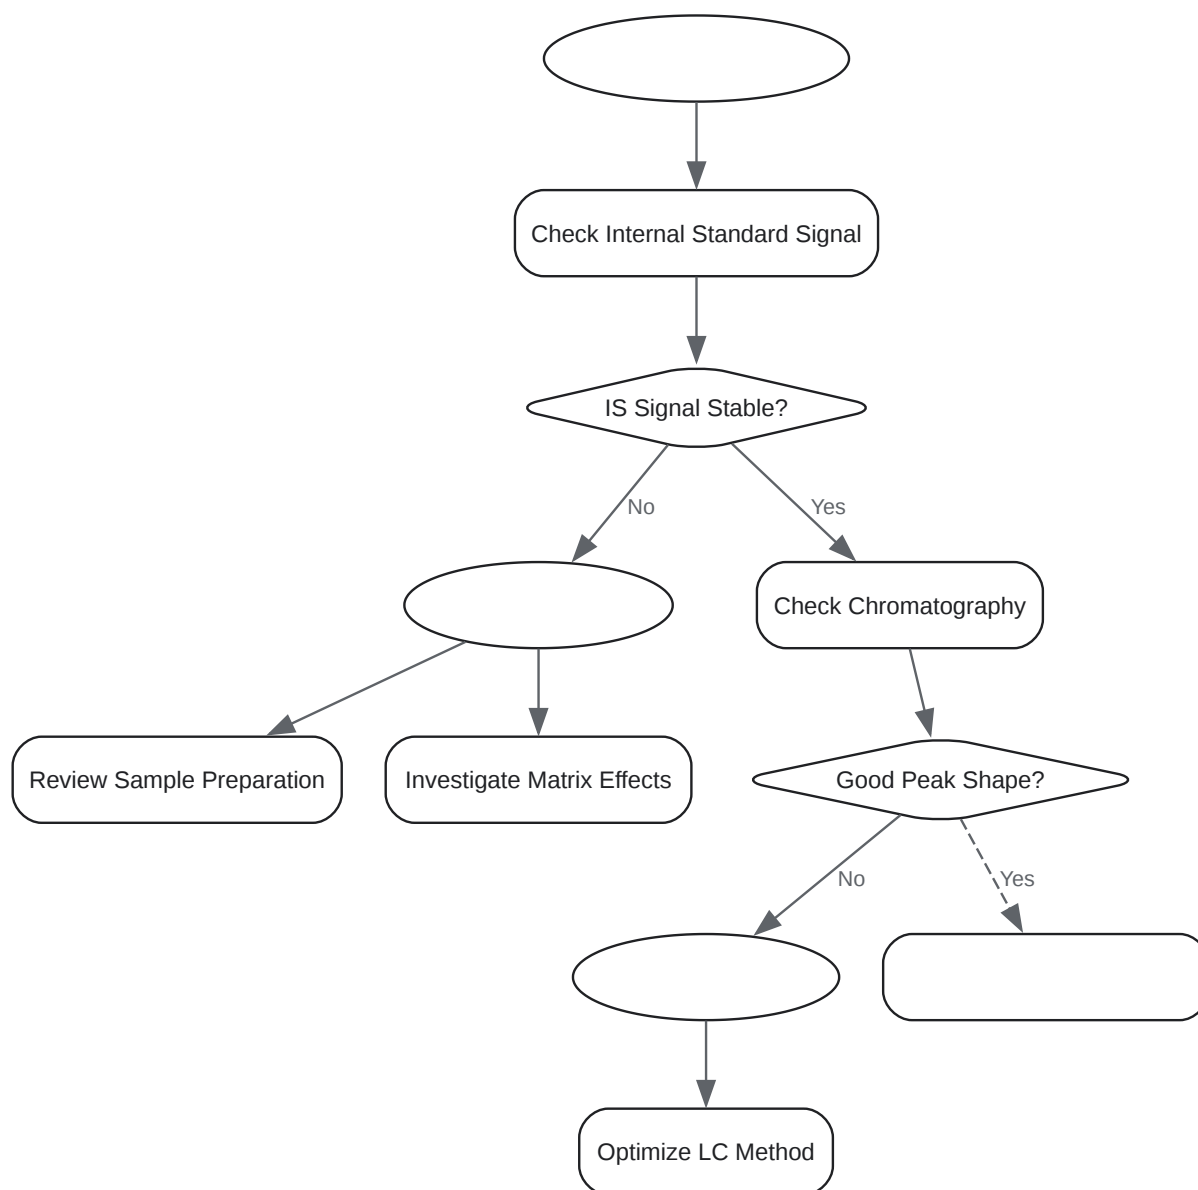 Check Internal Standard Signal
IS Signal Stable?
No
Yes
Check Chromatography
Review Sample Preparation
Investigate Matrix Effects
Good Peak Shape?
No
Yes
Optimize LC Method